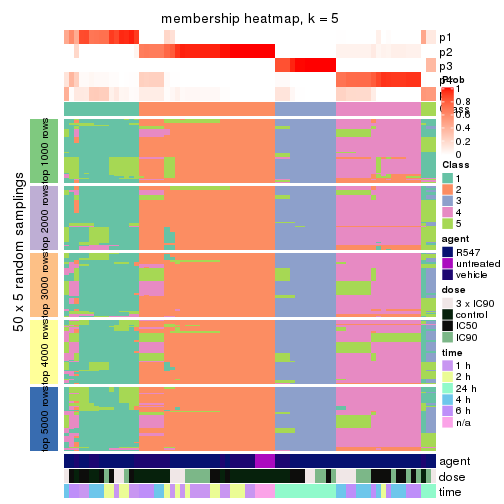 membership heatmap, k = 5
p1
p2
p3
Prob
1
0.8
0.6
0.4
0.2
0
Class
1
2
3
4
5
agent
R547
untreated
vehicle
dose
3 x IC90
control
IC50
IC90
time
1 h
2 h
24 h
4 h
6 h
n/a
50 x 5 random samplings
top 1000 rows
top 2000 rows
top 3000 rows
top 4000 rows
top 5000 rows
agent
dose
time